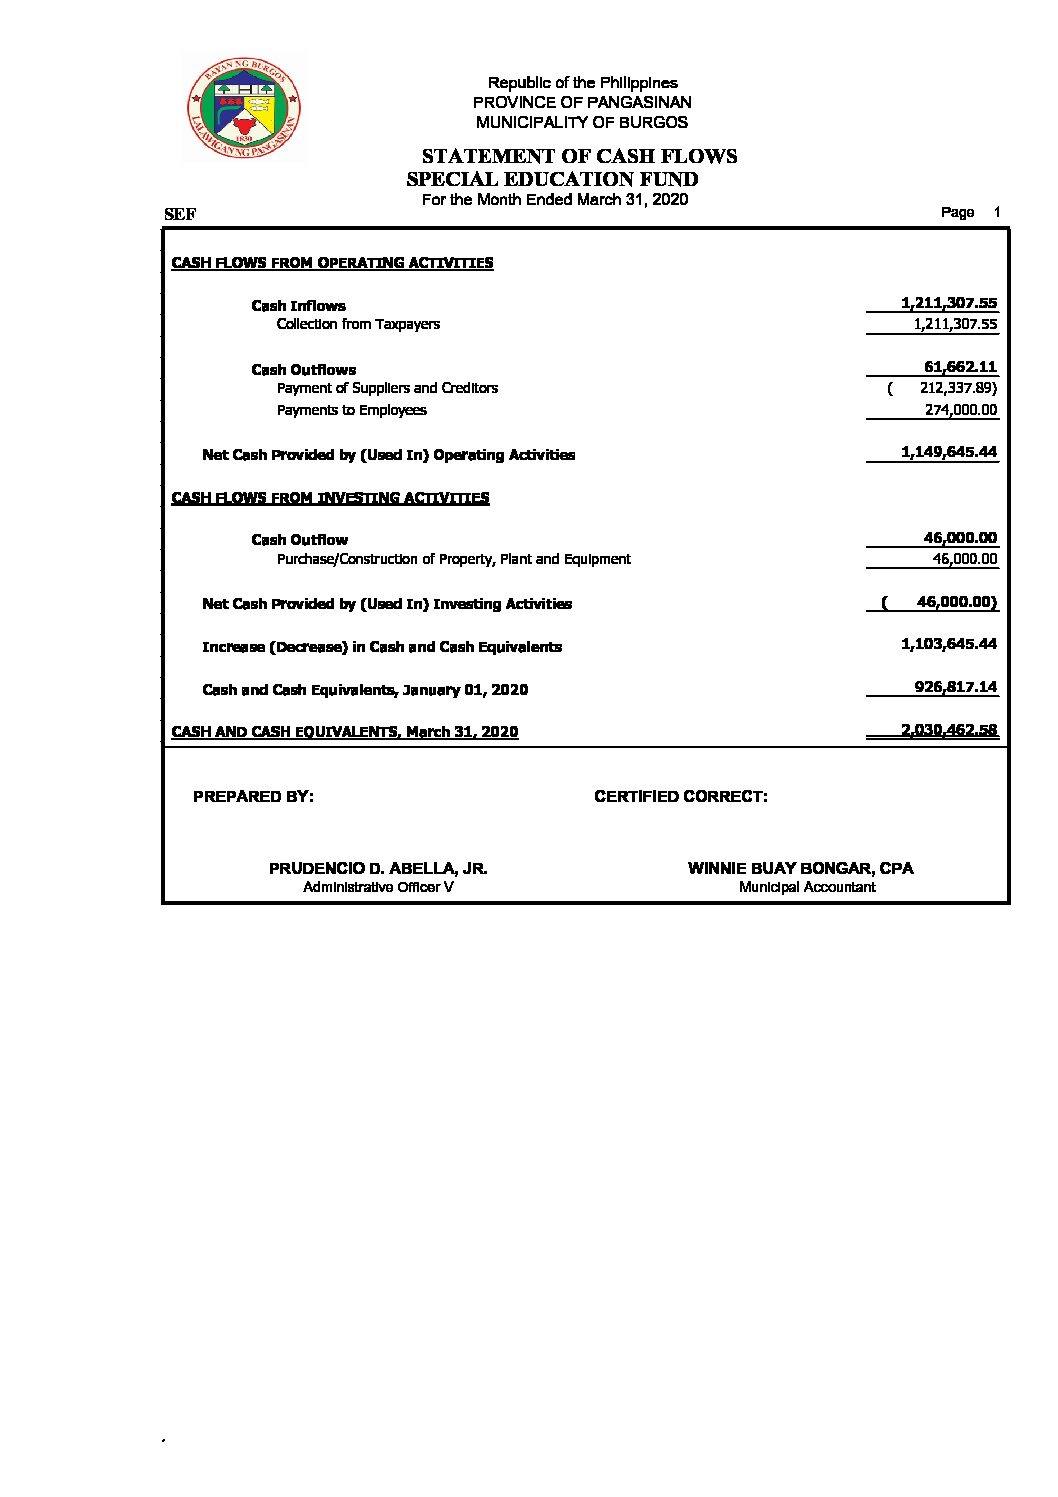 BAYAN NG BURGOS
1830
LALAWIGAN NG PANGASINAN
Republic of the Philippines
PROVINCE OF PANGASINAN
MUNICIPALITY OF BURGOS
STATEMENT OF CASH FLOWS
SPECIAL EDUCATION FUND
For the Month Ended March 31, 2020
SEF Page 1
CASH FLOWS FROM OPERATING ACTIVITIES
Cash Inflows 1,211,307.55
Collection from Taxpayers 1,211,307.55
Cash Outflows 61,662.11
Payment of Suppliers and Creditors ( 212,337.89)
Payments to Employees 274,000.00
Net Cash Provided by (Used In) Operating Activities 1,149,645.44
CASH FLOWS FROM INVESTING ACTIVITIES
Cash Outflow 46,000.00
Purchase/Construction of Property, Plant and Equipment 46,000.00
Net Cash Provided by (Used In) Investing Activities ( 46,000.00)
Increase (Decrease) in Cash and Cash Equivalents 1,103,645.44
Cash and Cash Equivalents, January 01, 2020 926,817.14
CASH AND CASH EQUIVALENTS, March 31, 2020 2,030,462.58
PREPARED BY: CERTIFIED CORRECT:
PRUDENCIO D. ABELLA, JR. WINNIE BUAY BONGAR, CPA
Administrative Officer V Municipal Accountant